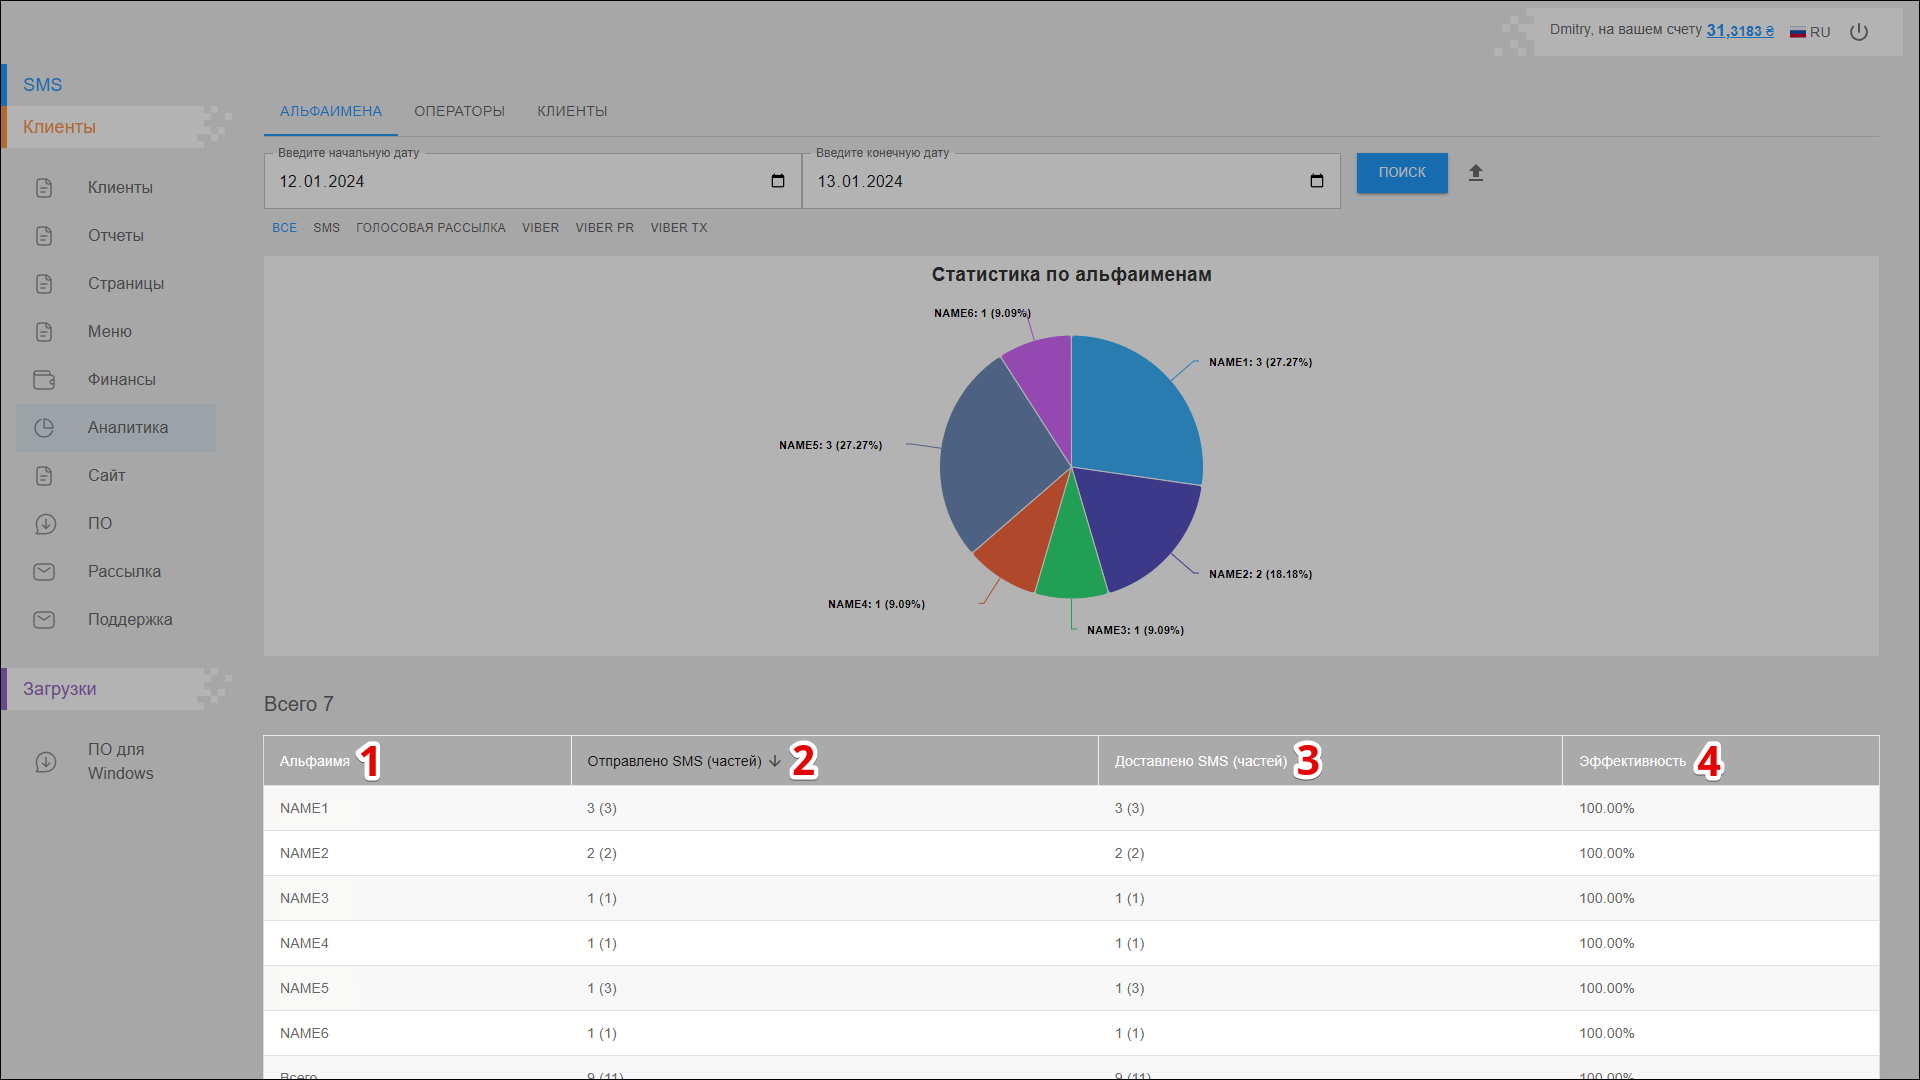 Dmitry, на вашем счету 31,3183 ₴ RU
SMS
Клиенты
Клиенты
Отчеты
Страницы
Меню
Финансы
Аналитика
Сайт
ПО
Рассылка
Поддержка
Загрузки
ПО для
Windows
АЛЬФАИМЕНА ОПЕРАТОРЫ КЛИЕНТЫ
Введите начальную дату Введите конечную дату
12.01.2024 13.01.2024 ПОИСК
ВСЕ SMS ГОЛОСОВАЯ РАССЫЛКА VIBER VIBER PR VIBER TX
Статистика по альфаименам
NAME6: 1 (9.09%)
NAME1: 3 (27.27%)
NAME5: 3 (27.27%)
NAME2: 2 (18.18%)
NAME4: 1 (9.09%)
NAME3: 1 (9.09%)
Всего 7
Альфаимя 1 Отправлено SMS (частей) 2 Доставлено SMS (частей) 3 Эффективность 4
NAME1 3 (3) 3 (3) 100.00%
NAME2 2 (2) 2 (2) 100.00%
NAME3 1 (1) 1 (1) 100.00%
NAME4 1 (1) 1 (1) 100.00%
NAME5 1 (3) 1 (3) 100.00%
NAME6 1 (1) 1 (1) 100.00%
Всего 9 (11) 9 (11) 100.00%